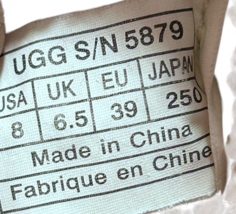 UGG S/N 5879
USA UK EU JAPAN
8 6.5 39 250
Made in China
Fabrique en Chine